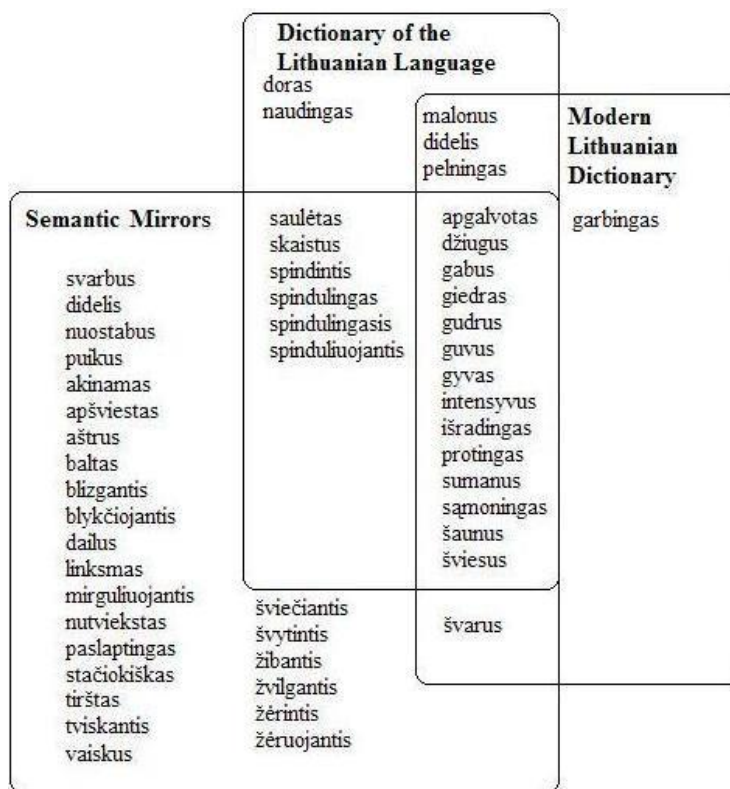 Dictionary of the
Lithuanian Language
doras
naudingas
malonus
didelis
pelningas
Modern
Lithuanian
Dictionary
garbingas
Semantic Mirrors
svarbus
didelis
nuostabus
puikus
akinamas
apšviestas
aštrus
baltas
blizgantis
blykčiojantis
dailus
linksmas
mirguliuojantis
nutviekstas
paslaptingas
stačiokiškas
tirštas
tviskantis
vaiskus
saulėtas
skaistus
spindintis
spindulingas
spindulingasis
spinduliuojantis
apgalvotas
džiugus
gabus
giedras
gudrus
guvus
gyvas
intensyvus
išradingas
protingas
sumanus
sąmoningas
šaunus
šviesus
šviečiantis
švytintis
žibantis
žvilgantis
žėrintis
žėruojantis
švarus